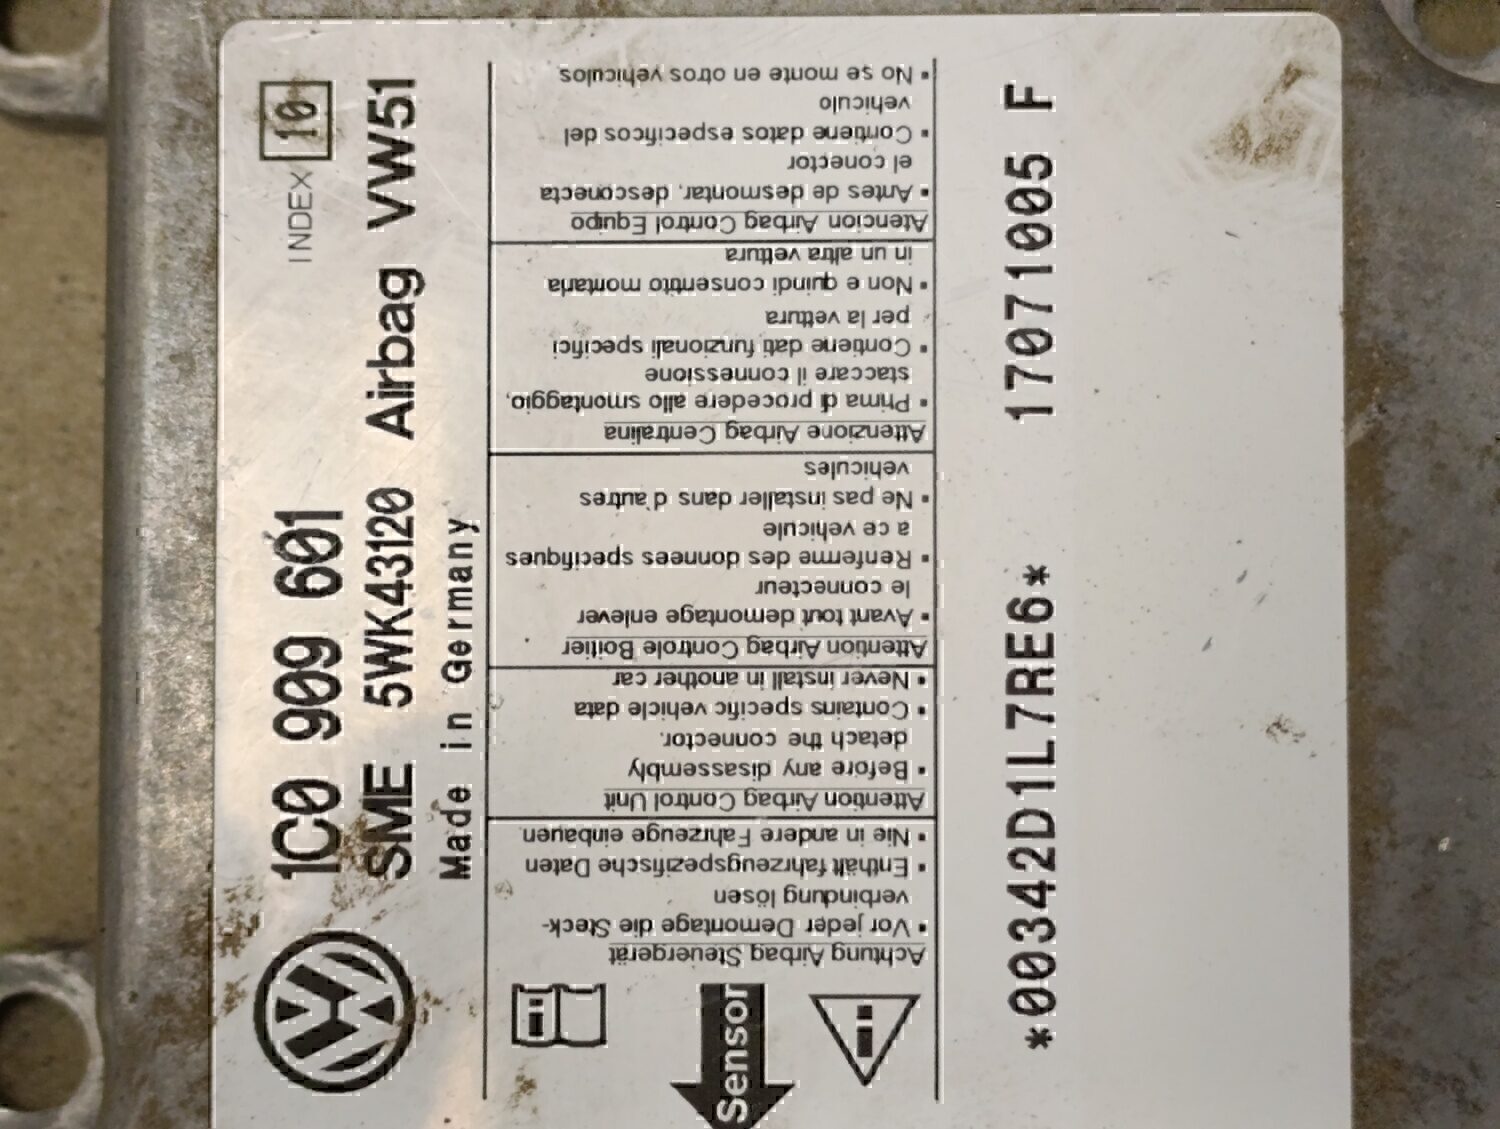 1C0 909 601 INDEX 10
SME 5WK43120 Airbag VW51
Made in Germany
Sensor
Achtung Airbag Steuergerät
• Vor jeder Demontage die Steck-
verbindung lösen
• Enthält fahrzeugspezifische Daten
• Nie in andere Fahrzeuge einbauen
Attention Airbag Control Unit
• Before any disassembly
detach the connector.
• Contains specific vehicle data
• Never install in another car
Attention Airbag Controle Boitier
• Avant tout demontage enlever
le connecteur
• Renferme des donnees specifiques
a ce vehicule
• Ne pas installer dans d'autres
vehicules
Attenzione Airbag Centralina
• Prima di procedere allo smontaggio,
staccare il connessione
• Contiene dati funzionali specifici
per la vettura
• Non e quindi consentito montarla
in un altra vettura
Atencion Airbag Control Equipo
• Antes de desmontar, desconecta
el conector
• Contiene datos especificos del
vehiculo
• No se monte en otros vehiculos
*00342D1L7RE6* 17071005 F